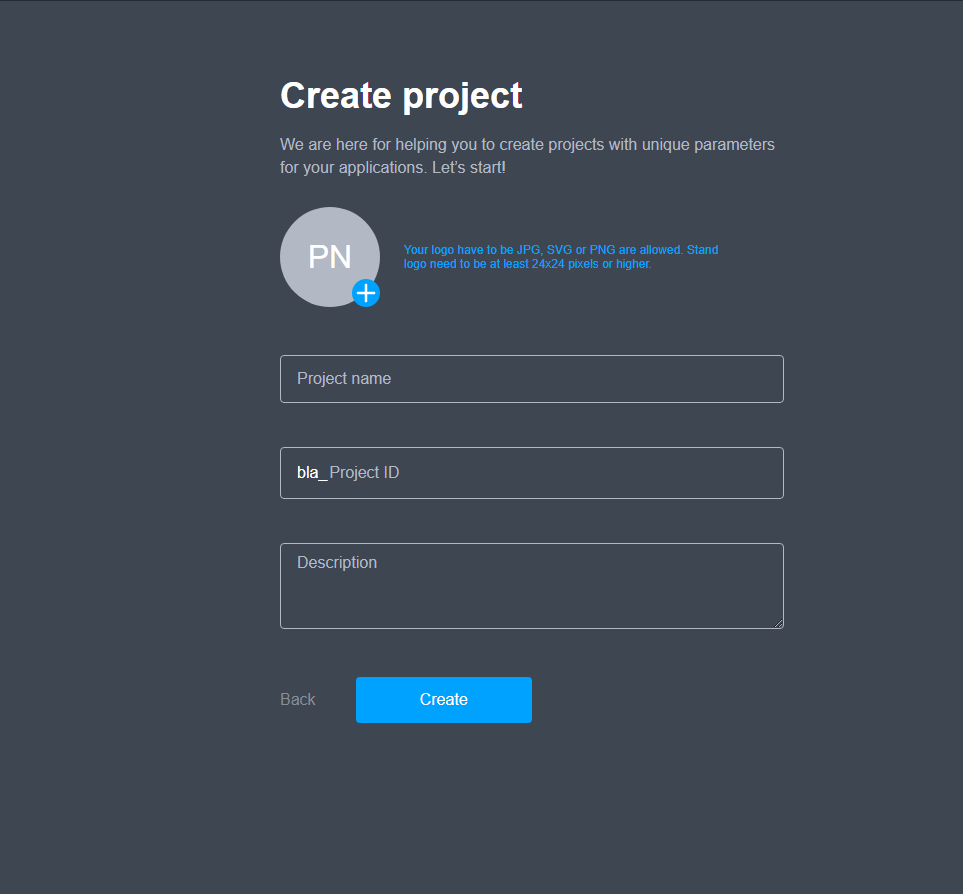 Create project
We are here for helping you to create projects with unique parameters
for your applications. Let’s start!
PN
Your logo have to be JPG, SVG or PNG are allowed. Stand
logo need to be at least 24x24 pixels or higher.
Project name
bla_Project ID
Description
Back
Create